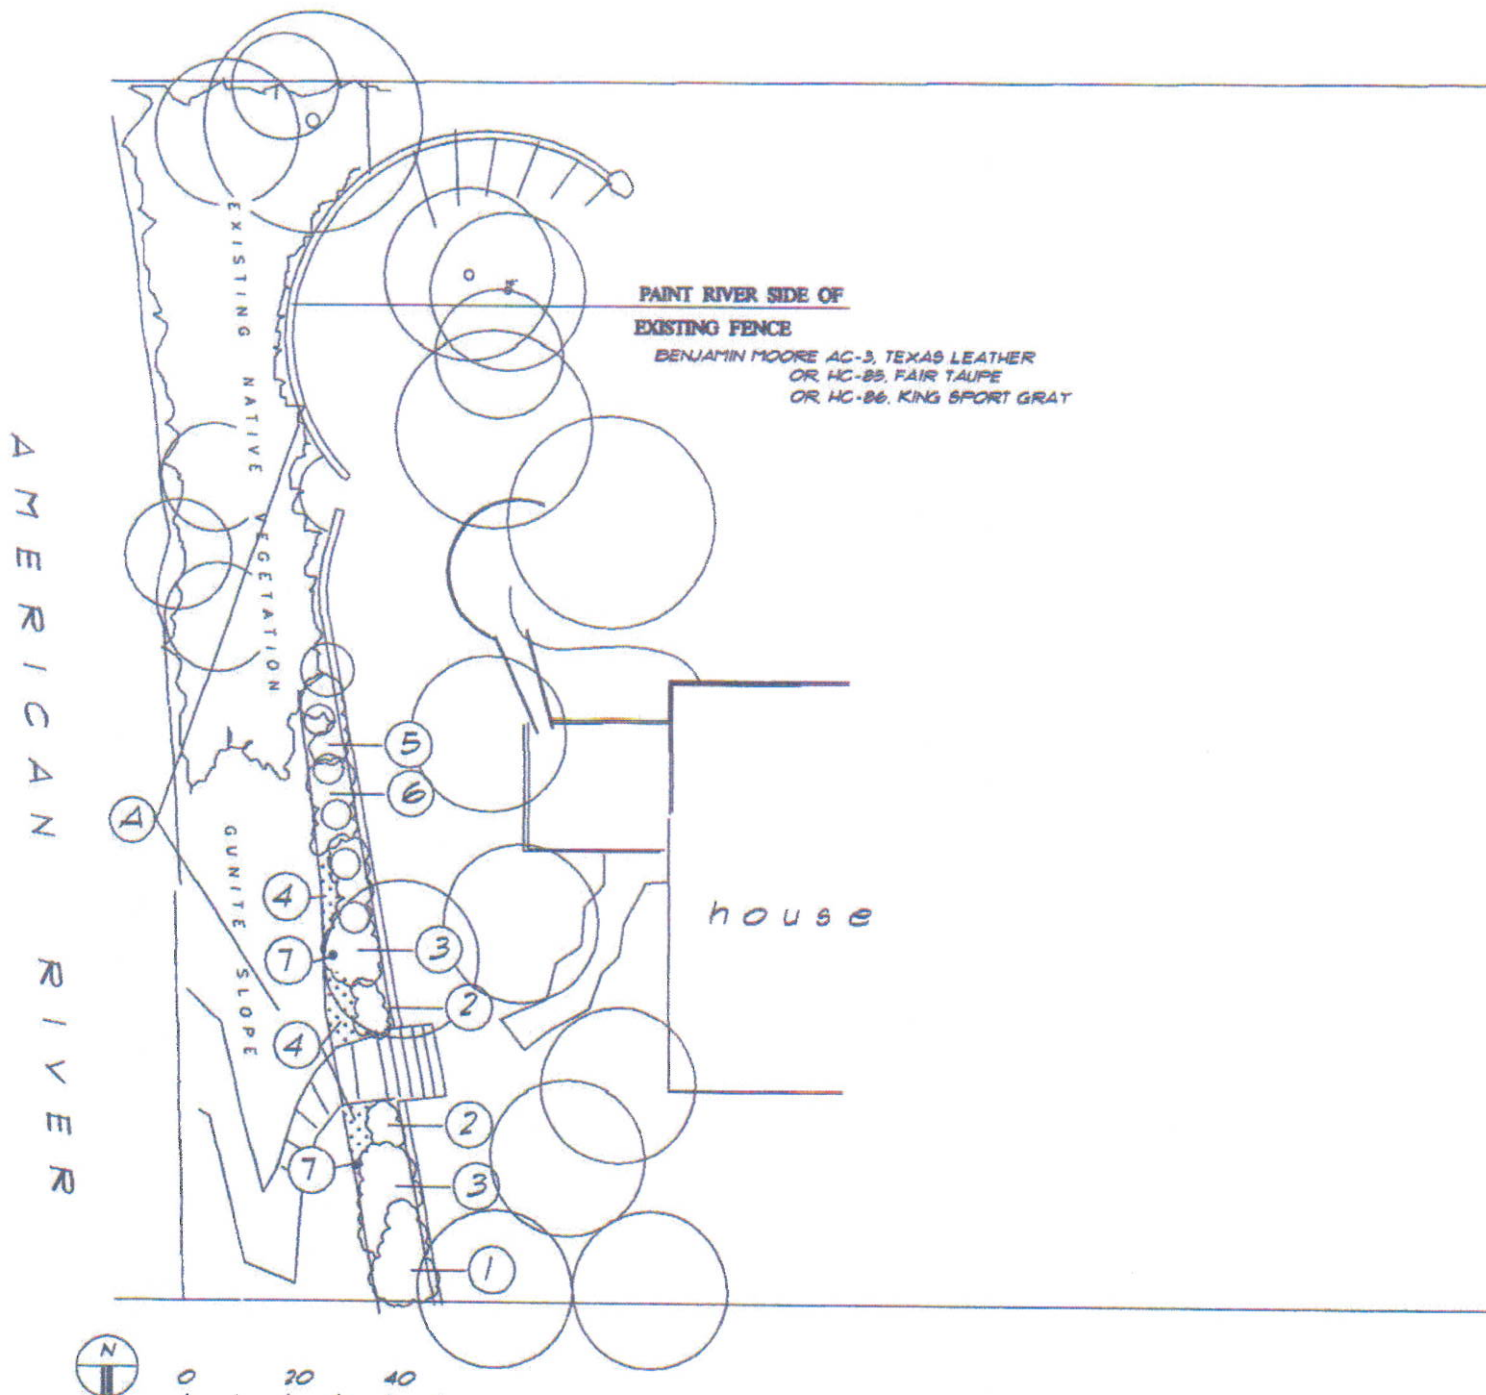 EXISTING NATIVE VEGETATION
PAINT RIVER SIDE OF
EXISTING FENCE
BENJAMIN MOORE AC-3, TEXAS LEATHER
OR HC-85, FAIR TAUPE
OR HC-86, KING SPORT GRAY
AMERICAN RIVER
5
6
4
GUNITE SLOPE
house
7
3
2
4
2
7
3
1
N
0 20 40